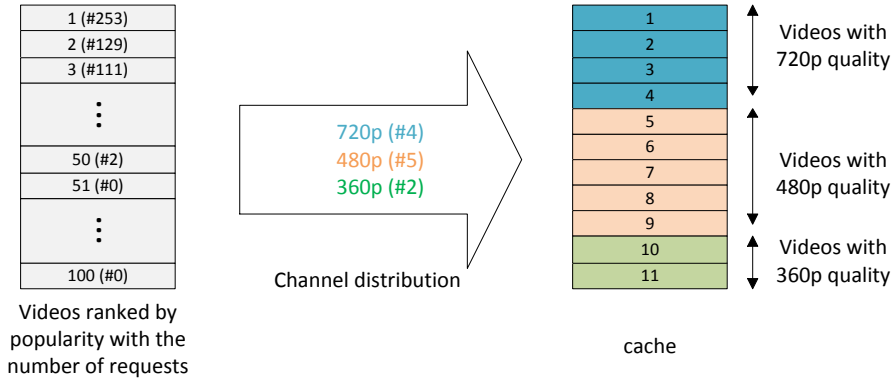 1 (#253)
2 (#129)
3 (#111)
50 (#2)
51 (#0)
100 (#0)
Videos ranked by
popularity with the
number of requests
720p (#4)
480p (#5)
360p (#2)
Channel distribution
1
2
3
4
5
6
7
8
9
10
11
cache
Videos with
720p quality
Videos with
480p quality
Videos with
360p quality